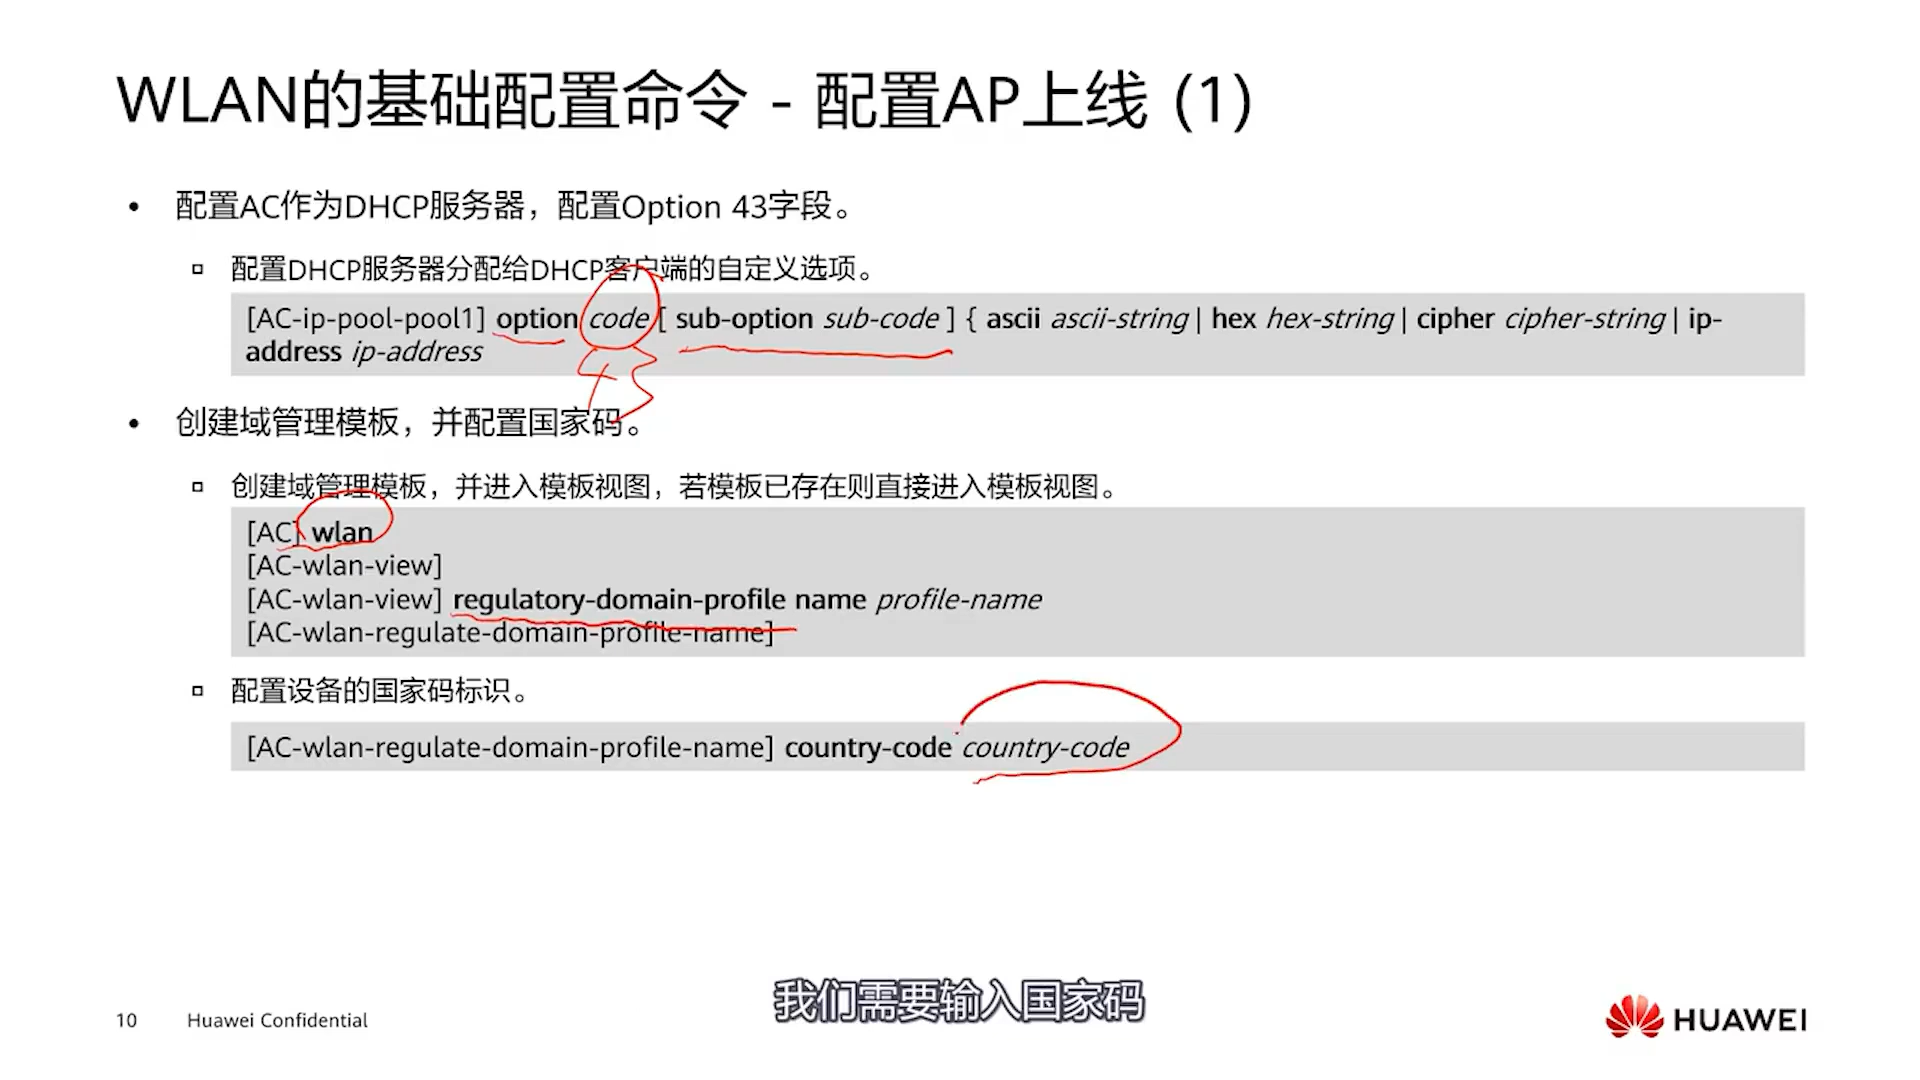 WLAN的基础配置命令 - 配置AP上线 (1)
• 配置AC作为DHCP服务器，配置Option 43字段。
▫ 配置DHCP服务器分配给DHCP客户端的自定义选项。
[AC-ip-pool-pool1] option code [ sub-option sub-code ] { ascii ascii-string | hex hex-string | cipher cipher-string | ip-
address ip-address
43
• 创建域管理模板，并配置国家码。
▫ 创建域管理模板，并进入模板视图，若模板已存在则直接进入模板视图。
[AC] wlan
[AC-wlan-view]
[AC-wlan-view] regulatory-domain-profile name profile-name
[AC-wlan-regulate-domain-profile-name]
▫ 配置设备的国家码标识。
[AC-wlan-regulate-domain-profile-name] country-code country-code
我们需要输入国家码
10 Huawei Confidential
HUAWEI